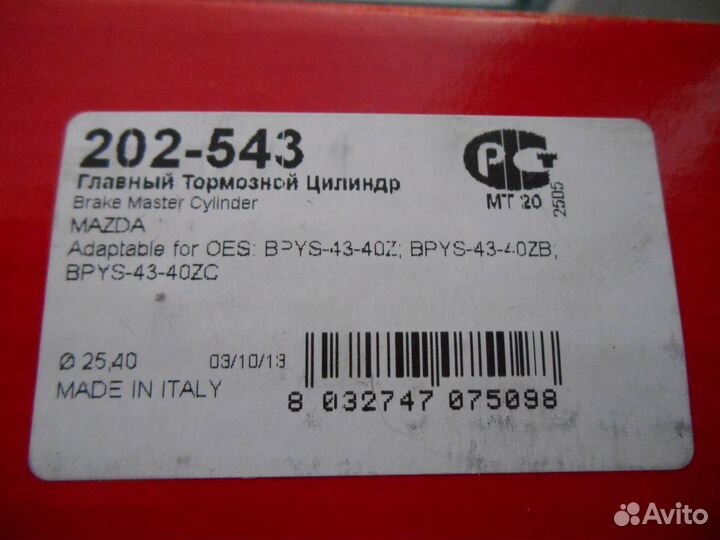 202-543
Главный Тормозной Цилиндр
Brake Master Cylinder
MAZDA
Adaptable for OES: BPYS-43-40Z; BPYS-43-40ZB;
BPYS-43-40ZC
РСТ
МТ 20
2505
Ø 25,40 03/10/13
MADE IN ITALY
8 032747 075098
Avito